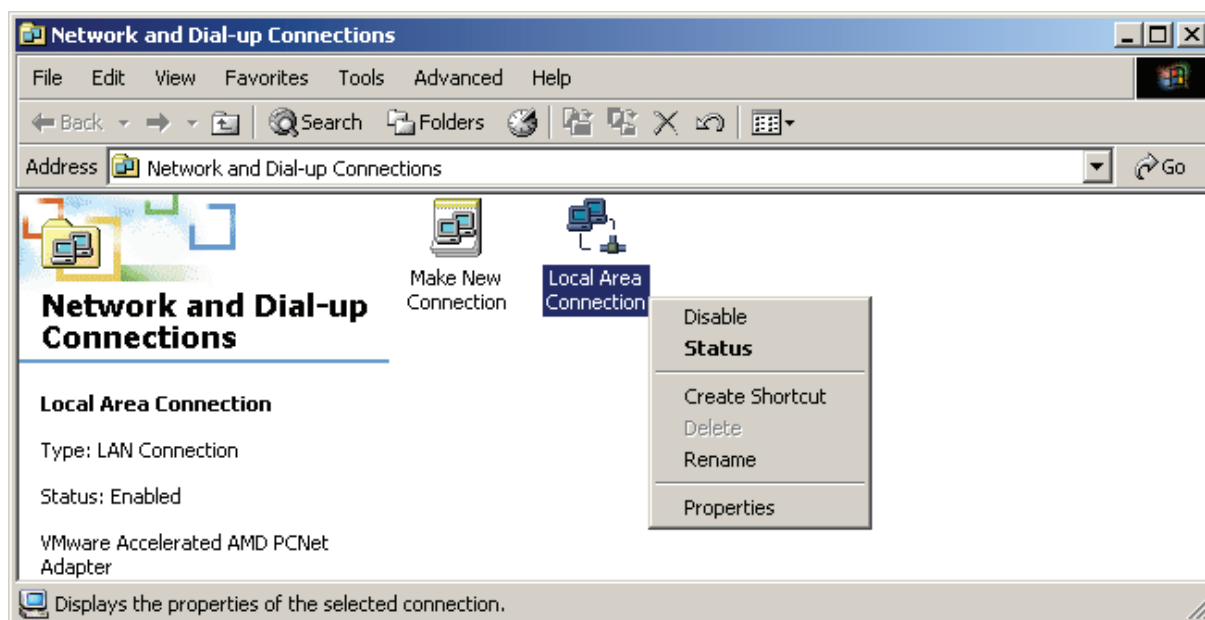 Network and Dial-up Connections
File Edit View Favorites Tools Advanced Help
Back Search Folders
Address Network and Dial-up Connections Go
Make New
Connection
Local Area
Connection
Network and Dial-up
Connections
Local Area Connection
Type: LAN Connection
Status: Enabled
VMware Accelerated AMD PCNet
Adapter
Disable
Status
Create Shortcut
Delete
Rename
Properties
Displays the properties of the selected connection.